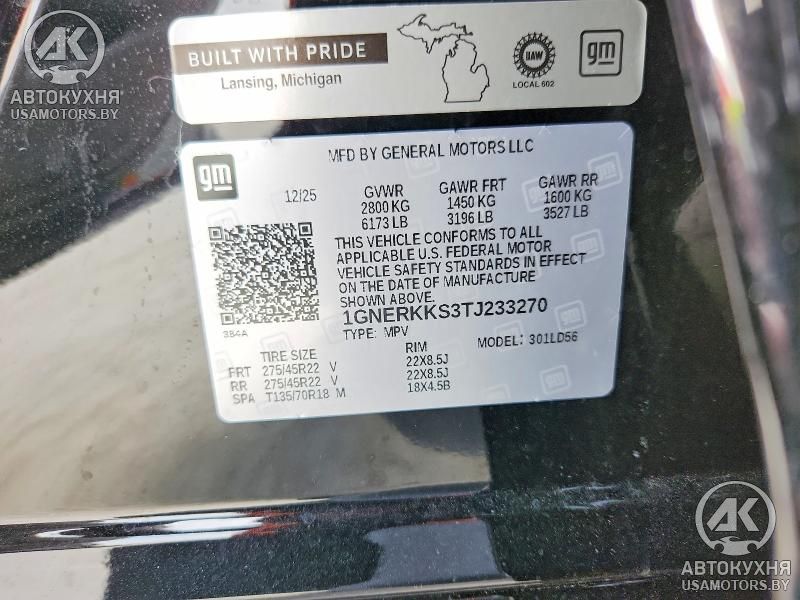 BUILT WITH PRIDE
Lansing, Michigan
UAW
LOCAL 602
gm
gm
MFD BY GENERAL MOTORS LLC
12/25
GVWR GAWR FRT GAWR RR
2800 KG 1450 KG 1600 KG
6173 LB 3196 LB 3527 LB
THIS VEHICLE CONFORMS TO ALL
APPLICABLE U.S. FEDERAL MOTOR
VEHICLE SAFETY STANDARDS IN EFFECT
ON THE DATE OF MANUFACTURE
SHOWN ABOVE.
1GNERKKS3TJ233270
384A
TYPE: MPV MODEL: 301LD56
TIRE SIZE RIM
FRT 275/45R22 V 22X8.5J
RR 275/45R22 V 22X8.5J
SPA T135/70R18 M 18X4.5B
АК
АВТОКУХНЯ
USAMOTORS.BY
АК
АВТОКУХНЯ
USAMOTORS.BY